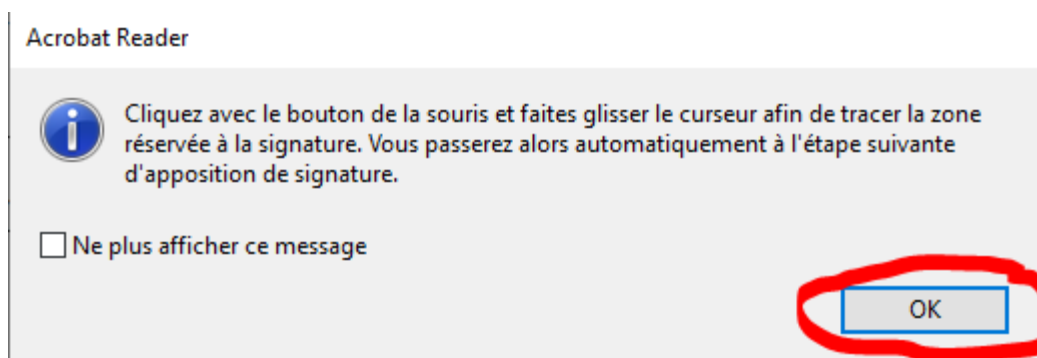 Acrobat Reader
Cliquez avec le bouton de la souris et faites glisser le curseur afin de tracer la zone
réservée à la signature. Vous passerez alors automatiquement à l'étape suivante
d'apposition de signature.
Ne plus afficher ce message
OK